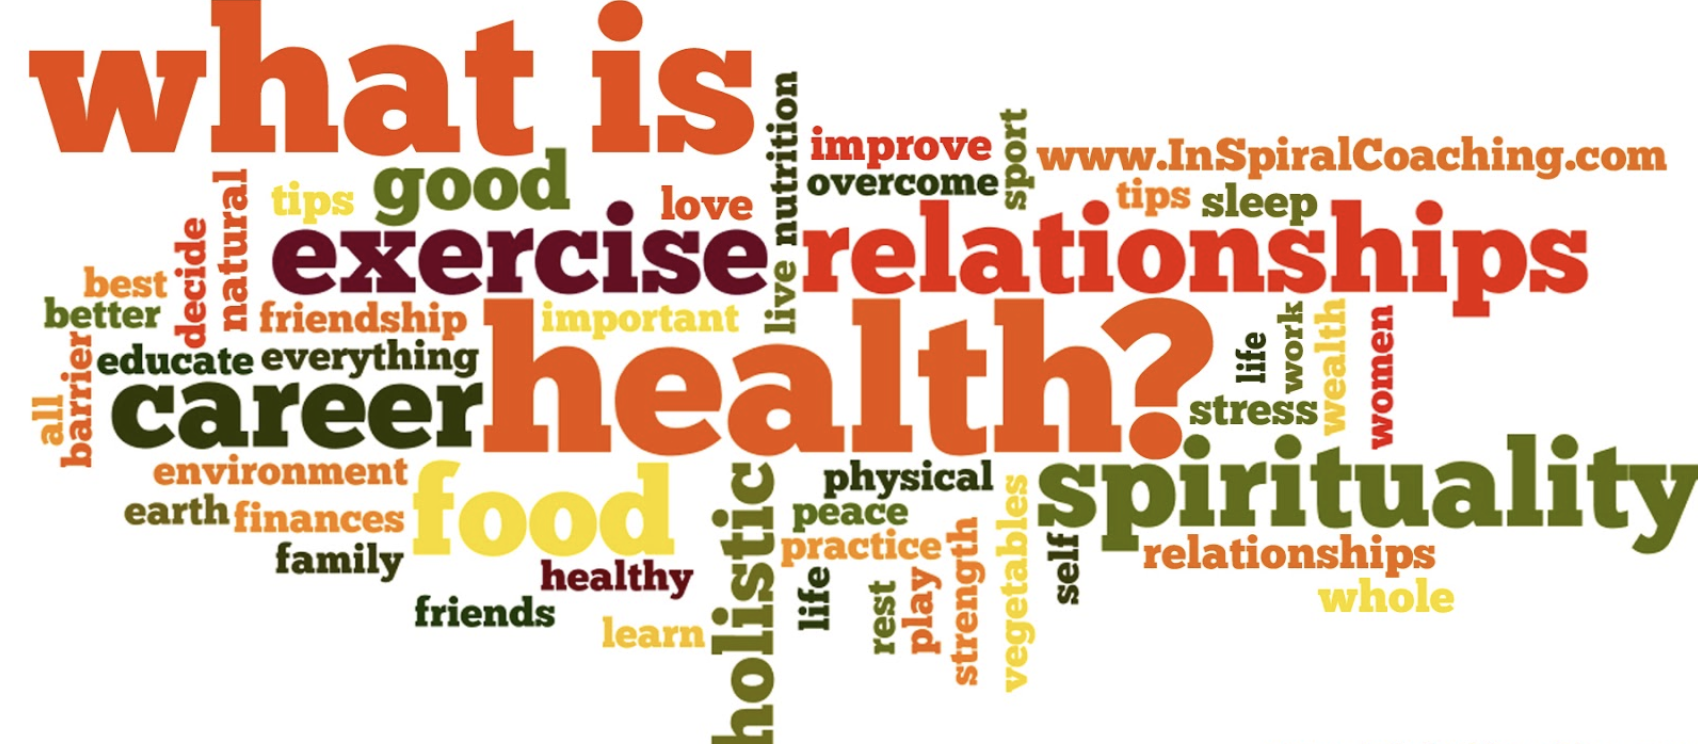 what is
nutrition
improve
sport
www.InSpiralCoaching.com
overcome
tips
good
love
tips
sleep
natural
decide
exercise
live
relationships
best
better
friendship
important
health?
educate
everything
life
work
wealth
women
all
barrier
career
stress
environment
food
holistic
physical
spirituality
earth
finances
peace
family
healthy
practice
relationships
friends
learn
life
rest
play
strength
vegetables
self
whole